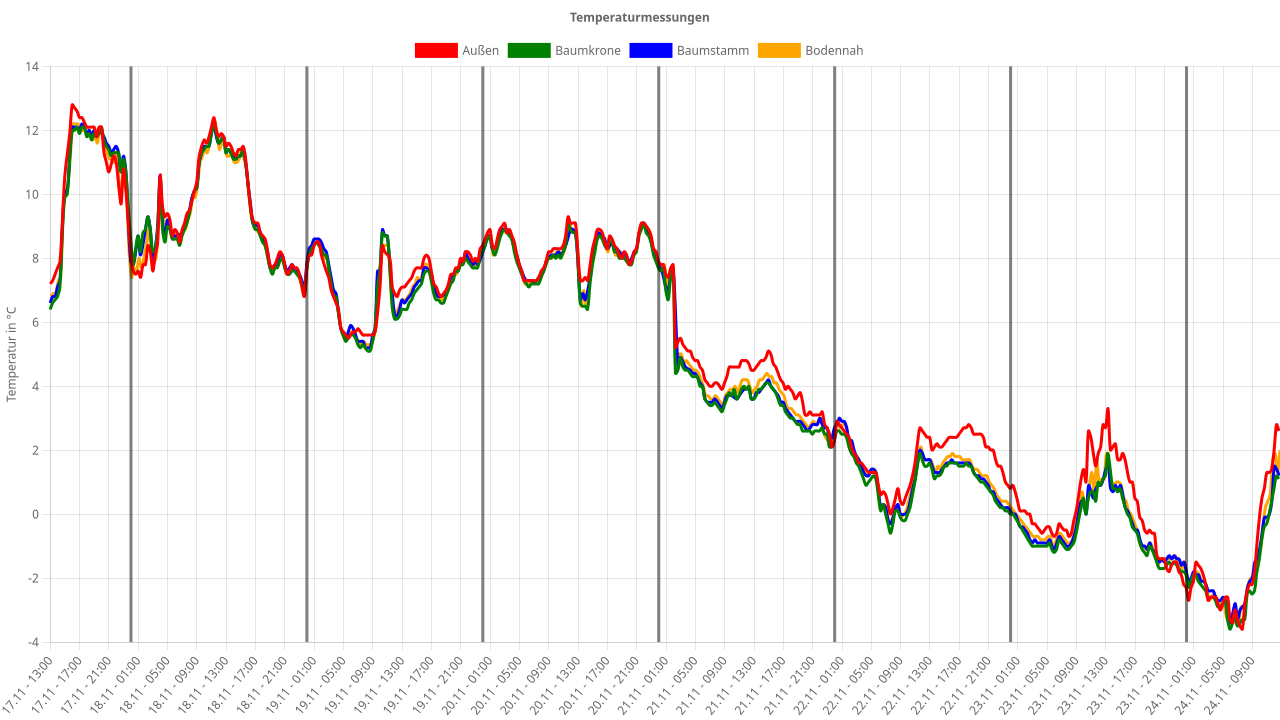 Temperaturmessungen
Außen Baumkrone Baumstamm Bodennah
Temperatur in °C
14
12
10
8
6
4
2
0
-2
-4
17.11 - 13:00
17.11 - 17:00
17.11 - 21:00
18.11 - 01:00
18.11 - 05:00
18.11 - 09:00
18.11 - 13:00
18.11 - 17:00
18.11 - 21:00
19.11 - 01:00
19.11 - 05:00
19.11 - 09:00
19.11 - 13:00
19.11 - 17:00
19.11 - 21:00
20.11 - 01:00
20.11 - 05:00
20.11 - 09:00
20.11 - 13:00
20.11 - 17:00
20.11 - 21:00
21.11 - 01:00
21.11 - 05:00
21.11 - 09:00
21.11 - 13:00
21.11 - 17:00
21.11 - 21:00
22.11 - 01:00
22.11 - 05:00
22.11 - 09:00
22.11 - 13:00
22.11 - 17:00
22.11 - 21:00
23.11 - 01:00
23.11 - 05:00
23.11 - 09:00
23.11 - 13:00
23.11 - 17:00
23.11 - 21:00
24.11 - 01:00
24.11 - 05:00
24.11 - 09:00